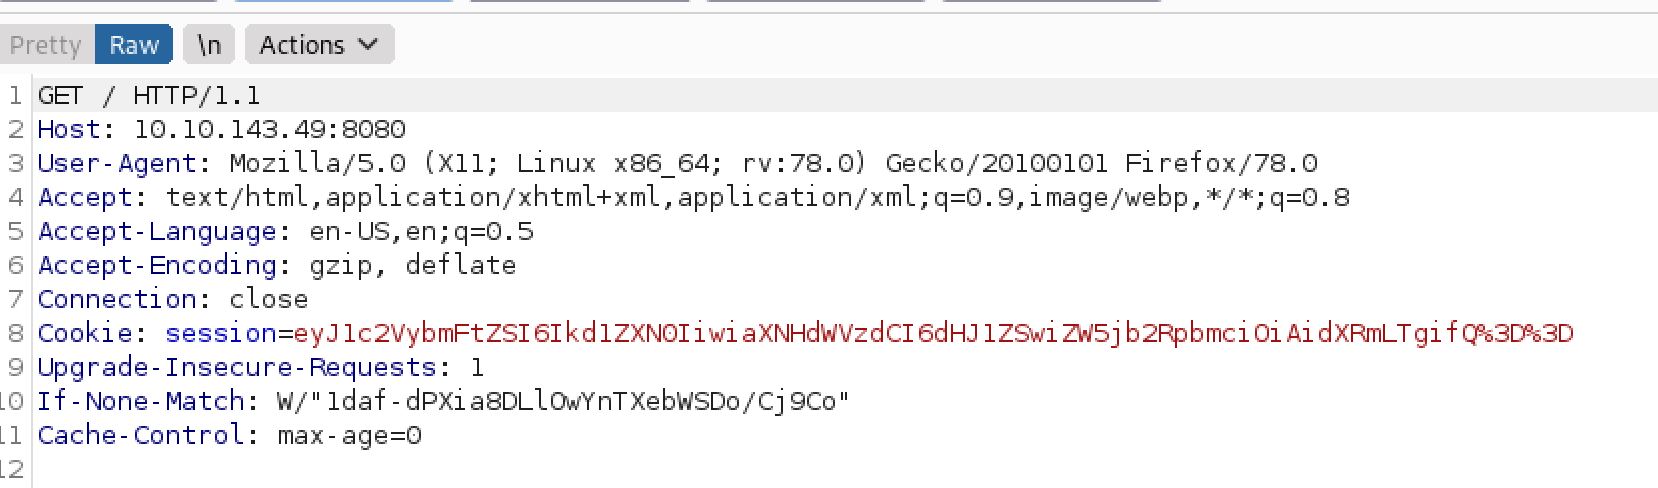 Pretty Raw \n Actions
1 GET / HTTP/1.1
2 Host: 10.10.143.49:8080
3 User-Agent: Mozilla/5.0 (X11; Linux x86_64; rv:78.0) Gecko/20100101 Firefox/78.0
4 Accept: text/html,application/xhtml+xml,application/xml;q=0.9,image/webp,*/*;q=0.8
5 Accept-Language: en-US,en;q=0.5
6 Accept-Encoding: gzip, deflate
7 Connection: close
8 Cookie: session=eyJ1c2VybmFtZSI6Ikd1ZXN0IiwiaXNHdWVzdCI6dHJ1ZSwiZW5jb2RpbmciOiAidXRmLTgifQ%3D%3D
9 Upgrade-Insecure-Requests: 1
10 If-None-Match: W/"1daf-dPXia8DLlOwYnTXebWSDo/Cj9Co"
11 Cache-Control: max-age=0
12